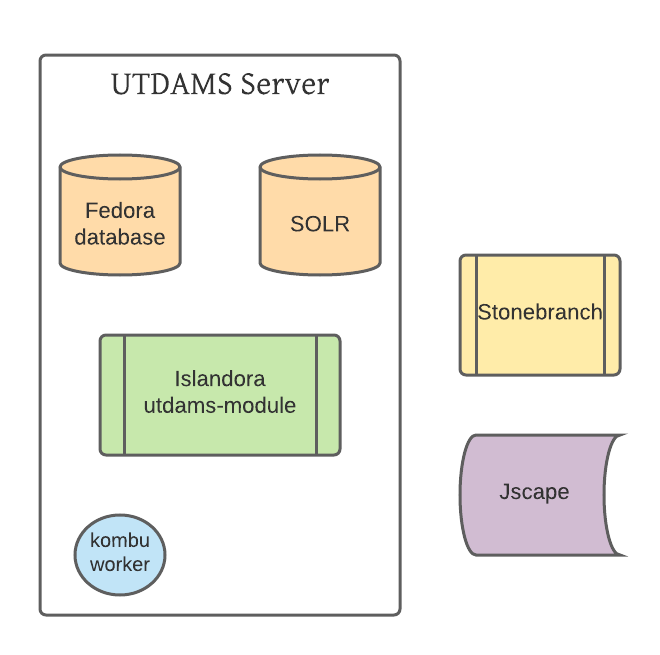 UTDAMS Server
Fedora
database
SOLR
Stonebranch
Islandora
utdams-module
Jscape
kombu
worker